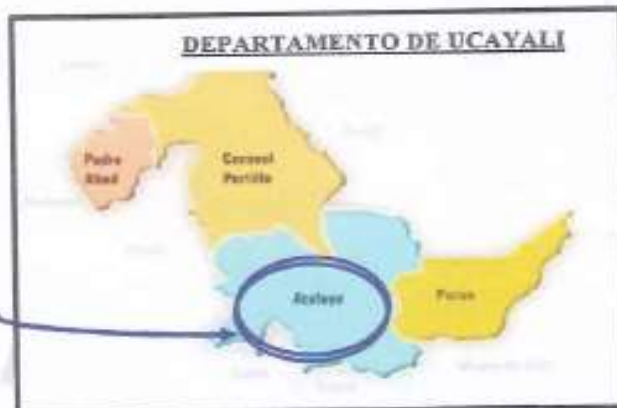 DEPARTAMENTO DE UCAYALI
Padre
Abad
Coronel
Portillo
Atalaya
Purus